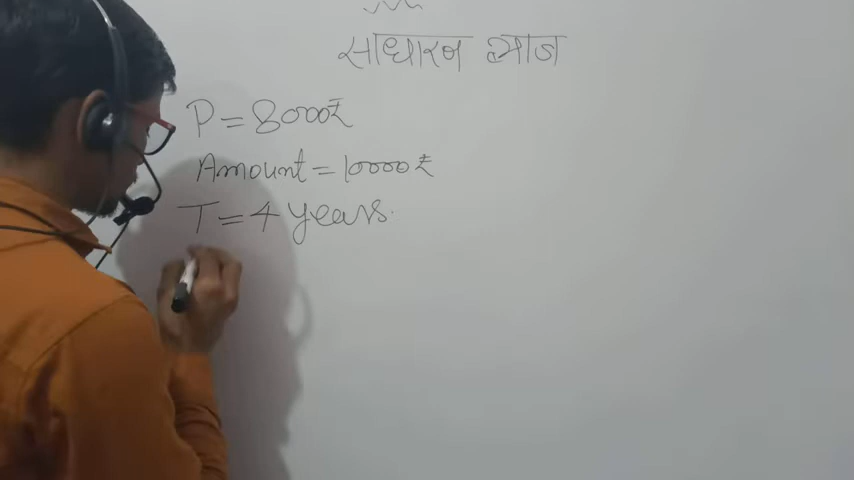 साधारण ब्याज
P = 8000₹
Amount = 10000₹
T = 4 years.